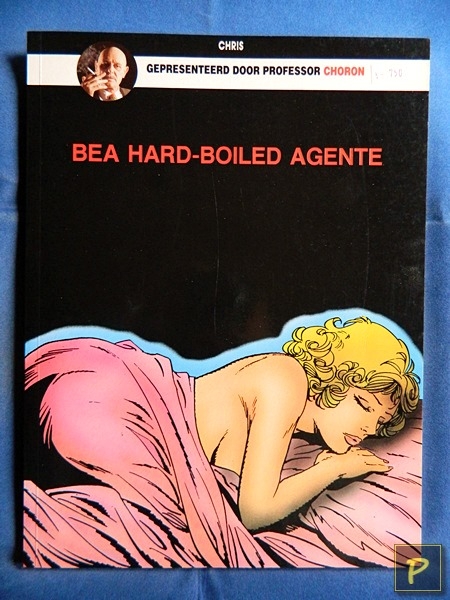 CHRIS
GEPRESENTEERD DOOR PROFESSOR CHORON
BEA HARD-BOILED AGENTE
P